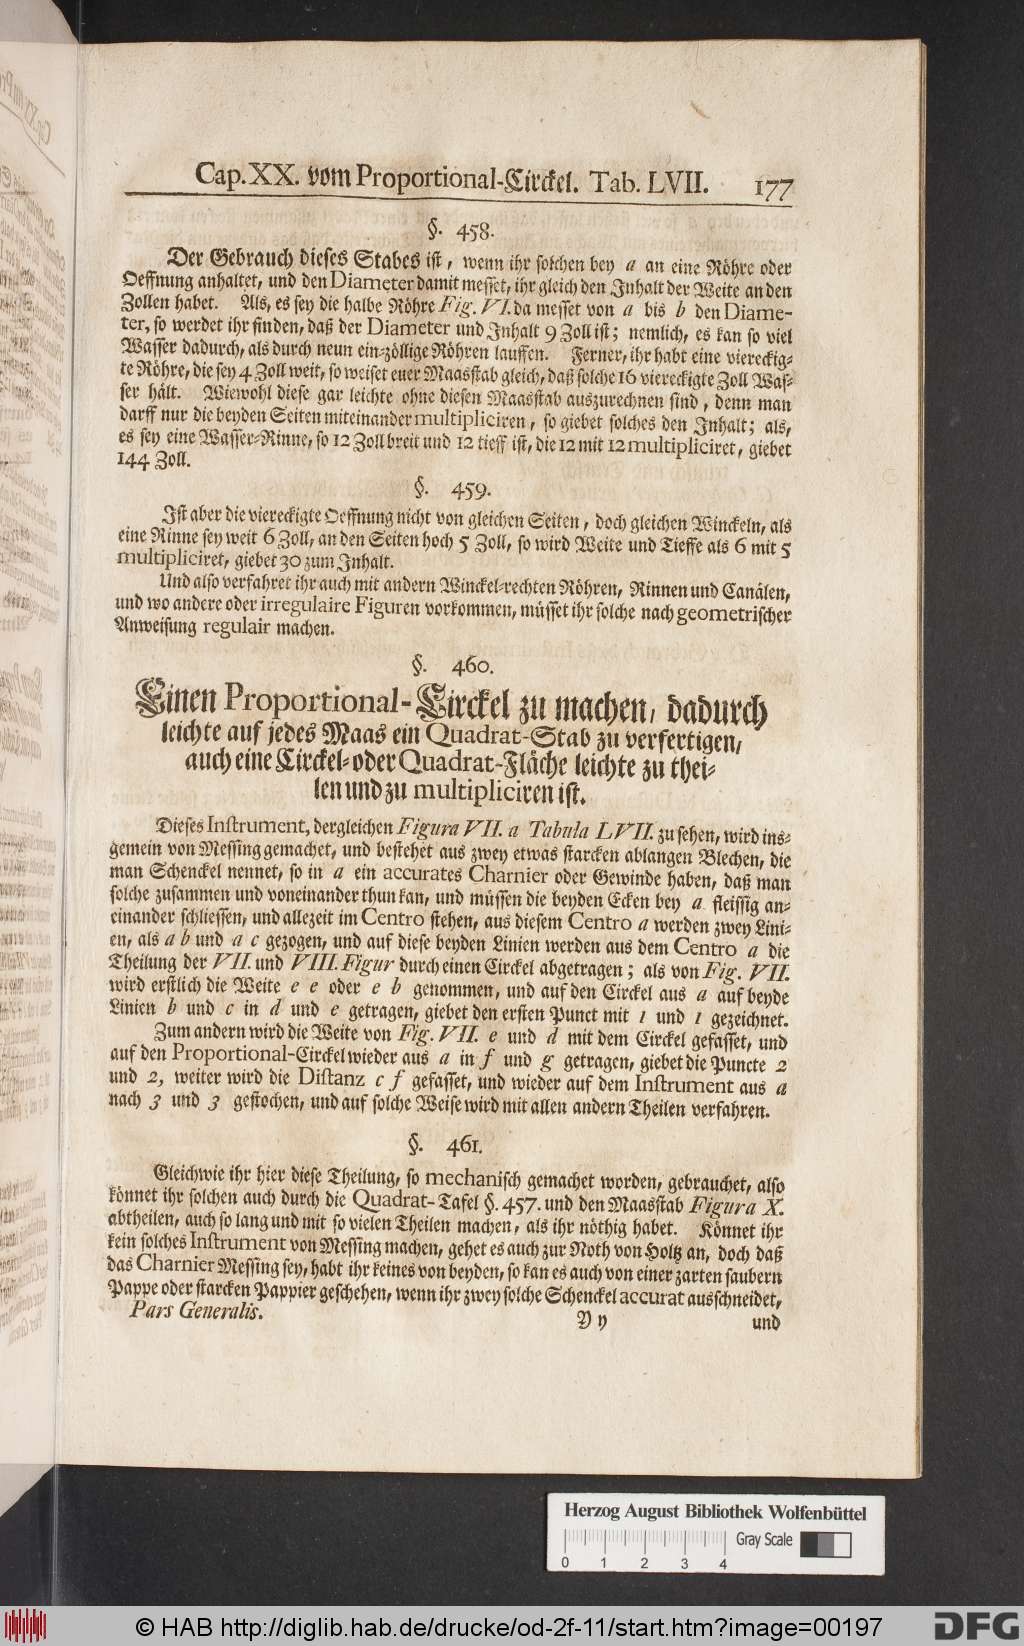 Cap. XX. vom Proportional-Circkel. Tab. LVII. 177
§. 458.
Der Gebrauch dieses Stabes ist, wenn ihr solchen bey a an eine Röhre oder
Oeffnung anhaltet, und den Diameter damit messet, ihr gleich den Inhalt der Weite an den
Zollen habet. Als, es sey die halbe Röhre Fig. VI. da messet von a bis b den Diame-
ter, so werdet ihr finden, daß der Diameter und Inhalt 9 Zoll ist; nemlich, es kan so viel
Wasser dadurch, als durch neun ein-zöllige Röhren lauffen. Ferner, ihr habt eine viereckig-
te Röhre, die sey 4 Zoll weit, so weiset euer Maasstab gleich, daß solche 16 viereckigte Zoll Was-
ser hält. Wiewohl diese gar leichte ohne diesen Maasstab auszurechnen sind, denn man
darff nur die beyden Seiten miteinander multipliciren, so giebet solches den Inhalt; als,
es sey eine Wasser-Rinne, so 12 Zoll breit und 12 tieff ist, die 12 mit 12 multipliciret, giebet
144 Zoll.
§. 459.
Ist aber die viereckigte Oeffnung nicht von gleichen Seiten, doch gleichen Winckeln, als
eine Rinne sey weit 6 Zoll, an den Seiten hoch 5 Zoll, so wird Weite und Tieffe als 6 mit 5
multipliciret, giebet 30 zum Inhalt.
Und also verfahret ihr auch mit andern Winckel-rechten Röhren, Rinnen und Canälen,
und wo andere oder irregulaire Figuren vorkommen, müsset ihr solche nach geometrischer
Anweisung regulair machen.
§. 460.
Einen Proportional-Circkel zu machen, dadurch
leichte auf jedes Maas ein Quadrat-Stab zu verfertigen,
auch eine Circkel- oder Quadrat-Fläche leichte zu thei-
len und zu multipliciren ist.
Dieses Instrument, dergleichen Figura VII. a Tabula LVII. zu sehen, wird ins-
gemein von Messing gemachet, und bestehet aus zwey etwas starcken ablangen Blechen, die
man Schenckel nennet, so in a ein accurates Charnier oder Gewinde haben, daß man
solche zusammen und voneinander thun kan, und müssen die beyden Ecken bey a fleissig an-
einander schliessen, und allezeit im Centro stehen, aus diesem Centro a werden zwey Lini-
en, als a b und a c gezogen, und auf diese beyden Linien werden aus dem Centro a die
Theilung der VII. und VIII. Figur durch einen Circkel abgetragen; als von Fig. VII.
wird erstlich die Weite e e oder e b genommen, und auf den Circkel aus a auf beyde
Linien b und c in d und e getragen, giebet den ersten Punct mit 1 und 1 gezeichnet.
Zum andern wird die Weite von Fig. VII. e und d mit dem Circkel gefasset, und
auf den Proportional-Circkel wieder aus a in f und g getragen, giebet die Puncte 2
und 2, weiter wird die Distanz c f gefasset, und wieder auf dem Instrument aus a
nach 3 und 3 gestochen, und auf solche Weise wird mit allen andern Theilen verfahren.
§. 461.
Gleichwie ihr hier diese Theilung, so mechanisch gemachet worden, gebrauchet, also
könnet ihr solchen auch durch die Quadrat-Tafel §. 457. und den Maasstab Figura X.
abtheilen, auch so lang und mit so vielen Theilen machen, als ihr nöthig habet. Könnet ihr
kein solches Instrument von Messing machen, gehet es auch zur Noth von Holtz an, doch daß
das Charnier Messing sey, habt ihr keines von beyden, so kan es auch von einer zarten saubern
Pappe oder starcken Pappier geschehen, wenn ihr zwey solche Schenckel accurat ausschneidet,
Pars Generalis. Y y und
Herzog August Bibliothek Wolfenbüttel
Gray Scale
0 1 2 3 4
© HAB http://diglib.hab.de/drucke/od-2f-11/start.htm?image=00197
DFG